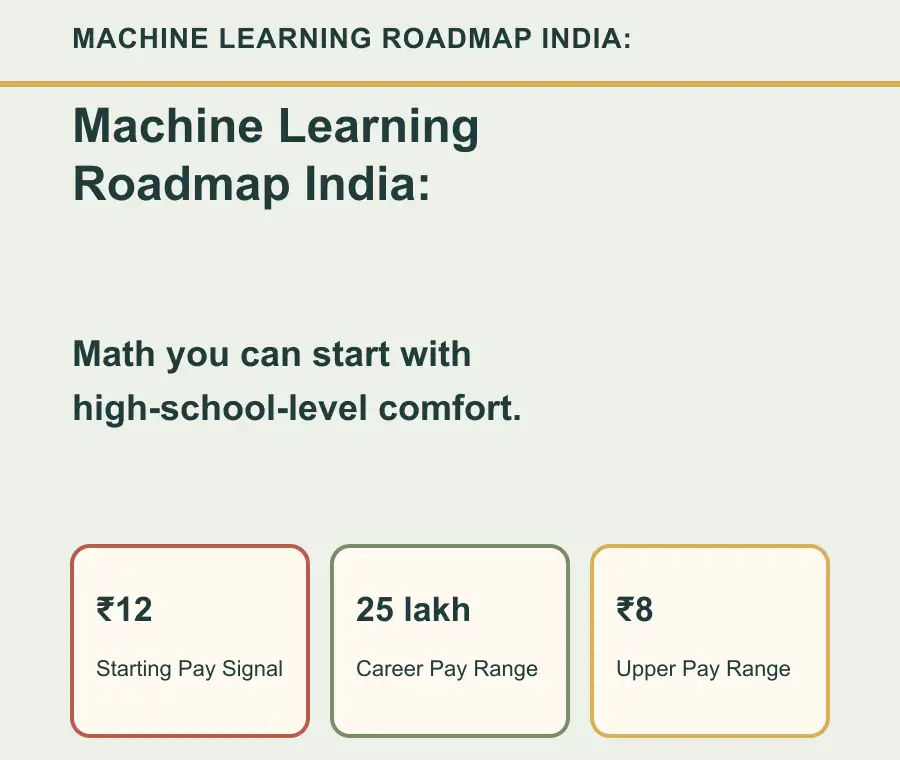 MACHINE LEARNING ROADMAP INDIA:
Machine Learning
Roadmap India:
Math you can start with
high-school-level comfort.
₹12
Starting Pay Signal
25 lakh
Career Pay Range
₹8
Upper Pay Range